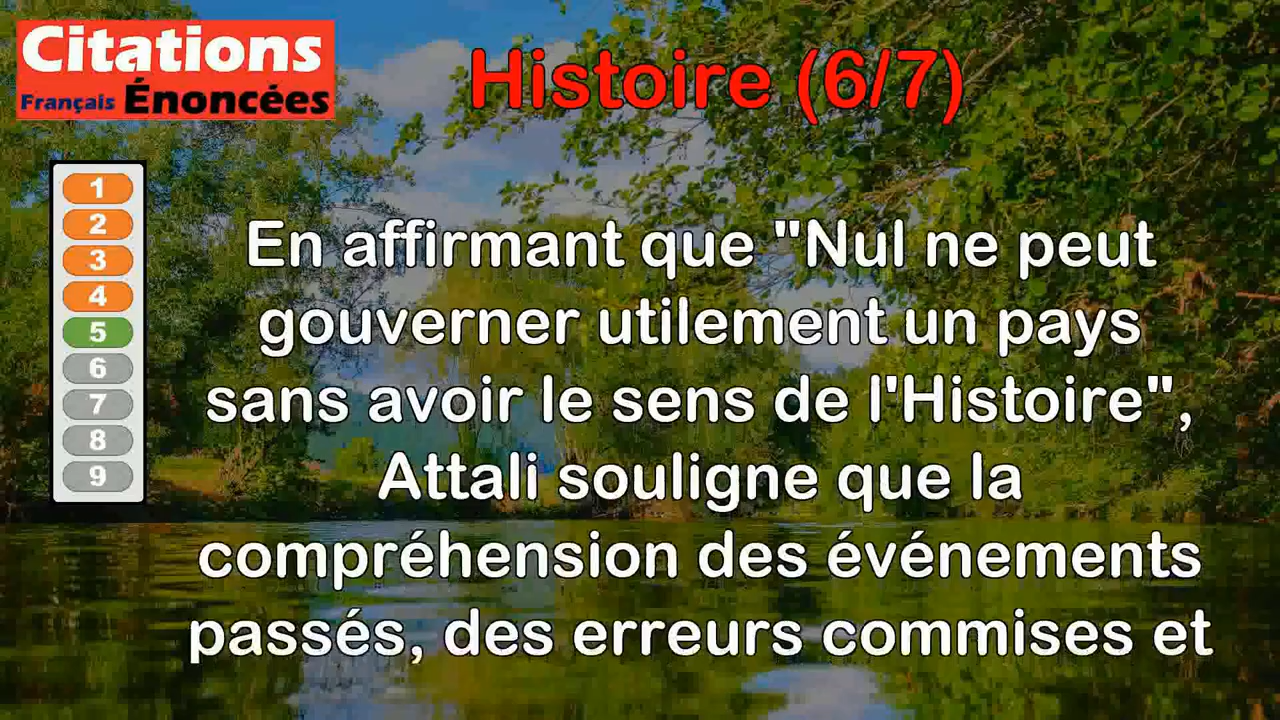 Citations
Français Énoncées
Histoire (6/7)
1
2
3
4
5
6
7
8
9
En affirmant que "Nul ne peut
gouverner utilement un pays
sans avoir le sens de l'Histoire",
Attali souligne que la
compréhension des événements
passés, des erreurs commises et